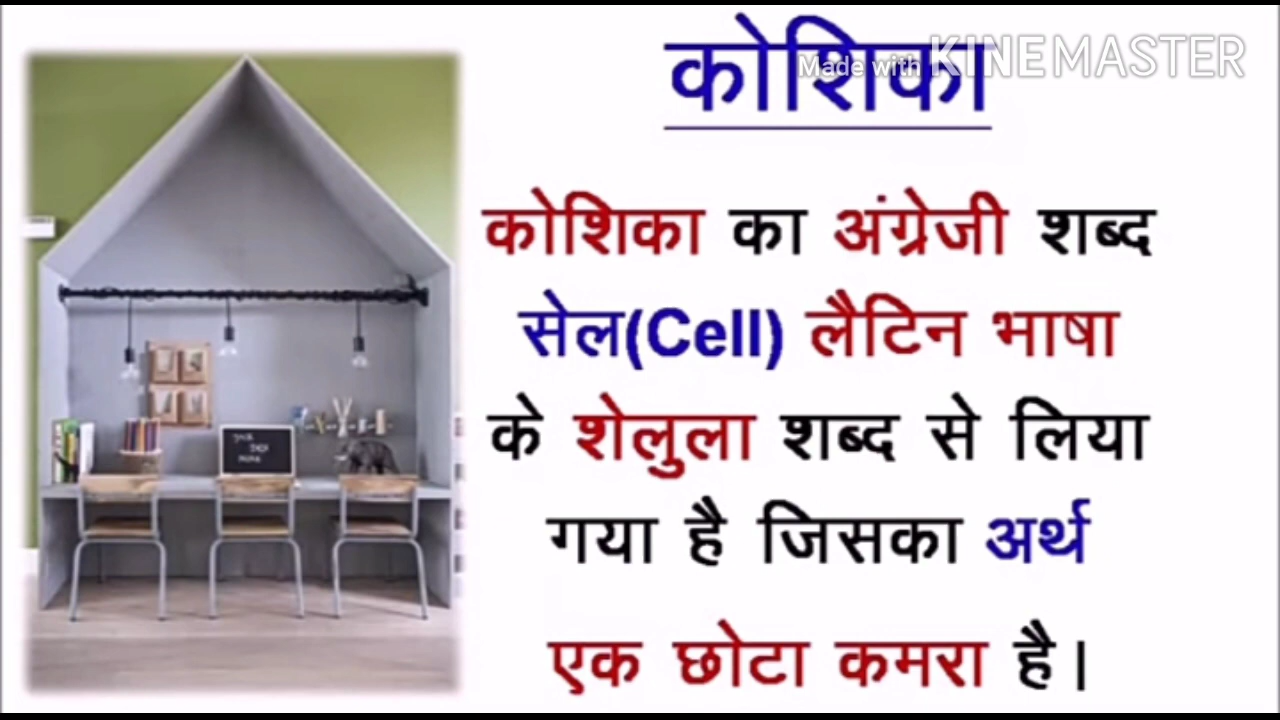 कोशिका
Made with KINEMASTER
कोशिका का अंग्रेजी शब्द
सेल(Cell) लैटिन भाषा
के शेलुला शब्द से लिया
गया है जिसका अर्थ
एक छोटा कमरा है।